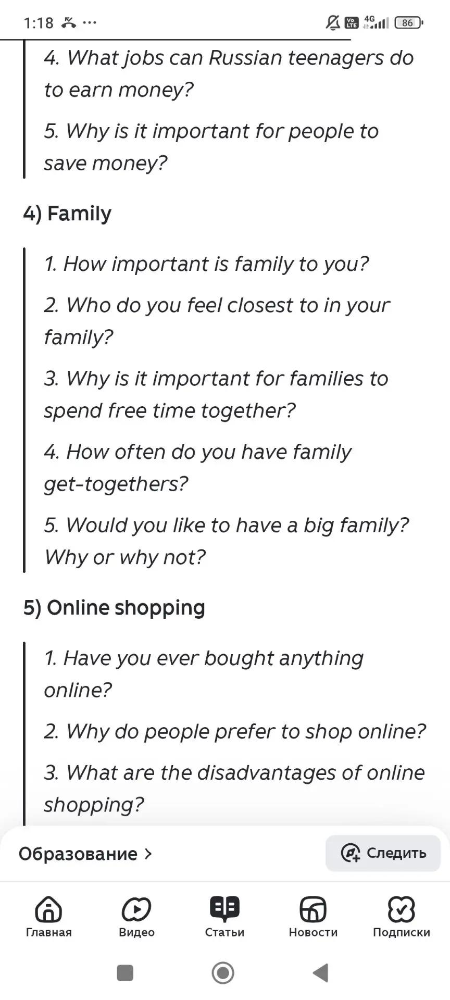 1:18
Vo LTE 4G 86
4. What jobs can Russian teenagers do
to earn money?
5. Why is it important for people to
save money?
4) Family
1. How important is family to you?
2. Who do you feel closest to in your
family?
3. Why is it important for families to
spend free time together?
4. How often do you have family
get-togethers?
5. Would you like to have a big family?
Why or why not?
5) Online shopping
1. Have you ever bought anything
online?
2. Why do people prefer to shop online?
3. What are the disadvantages of online
shopping?
Образование >
Следить
Главная Видео Статьи Новости Подписки